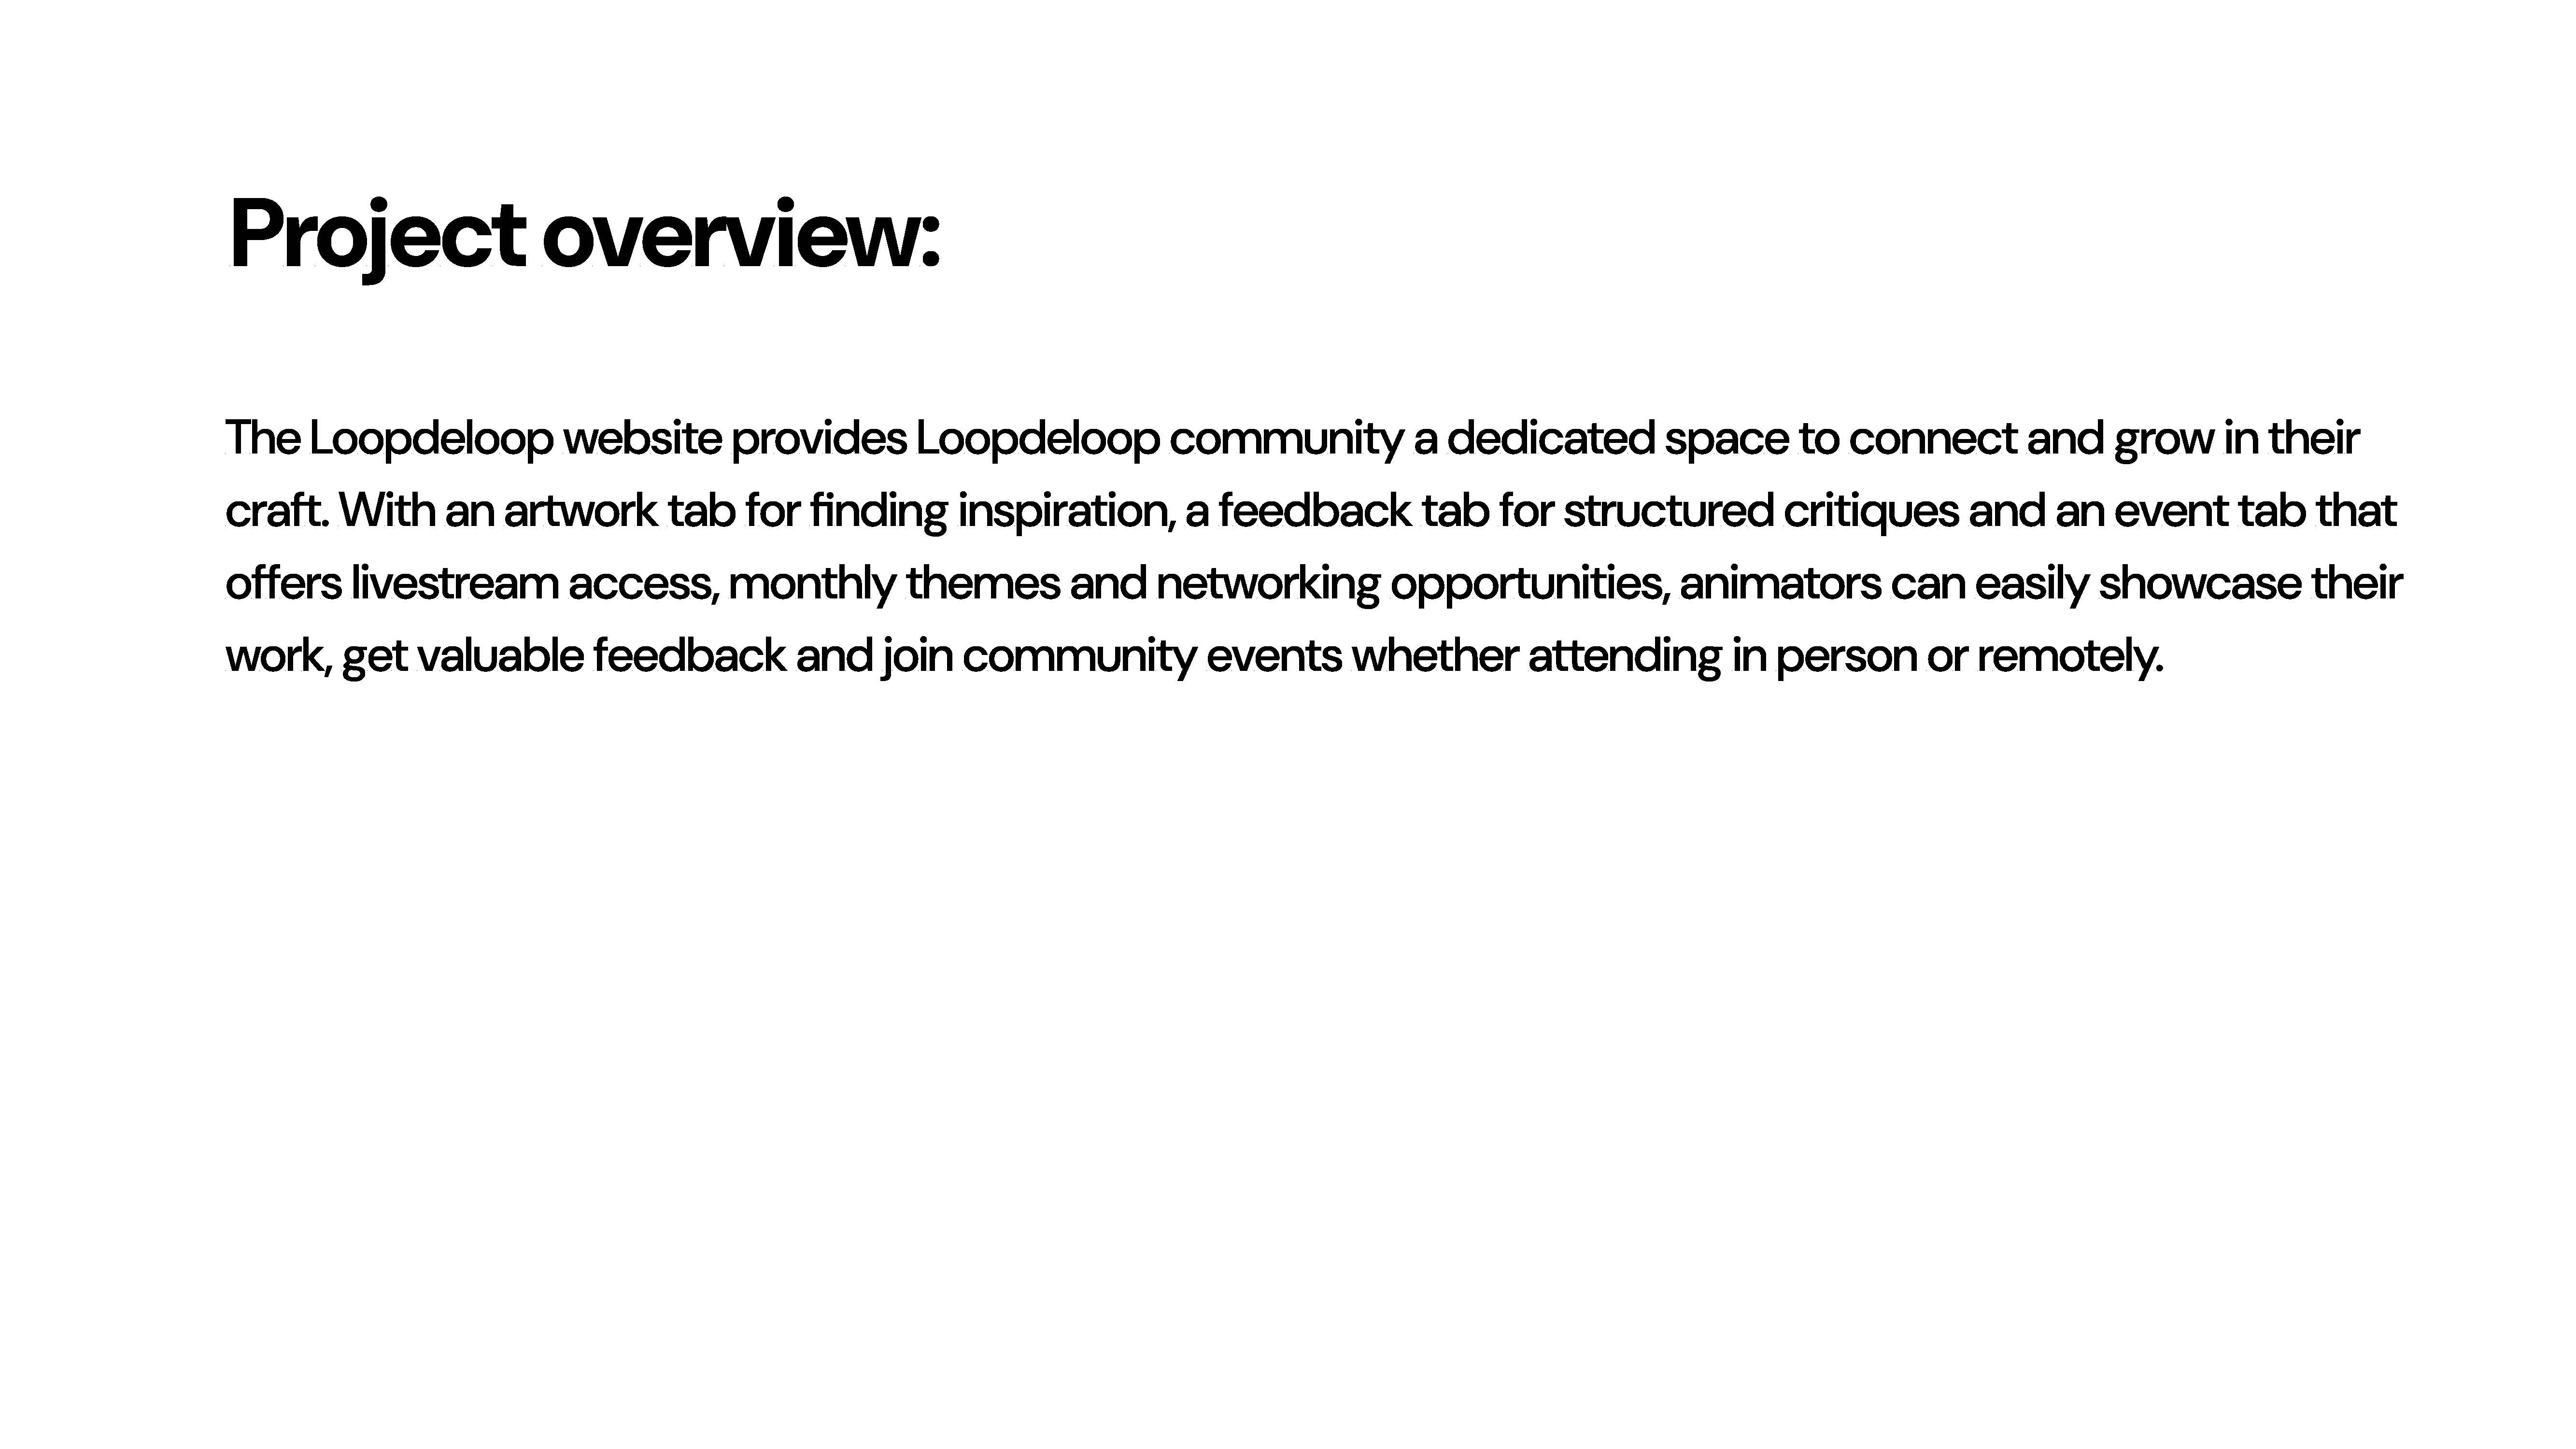 Project overview:
The Loopdeloop website provides Loopdeloop community a dedicated space to connect and grow in their
craft. With an artwork tab for finding inspiration, a feedback tab for structured critiques and an event tab that
offers livestream access, monthly themes and networking opportunities, animators can easily showcase their
work, get valuable feedback and join community events whether attending in person or remotely.